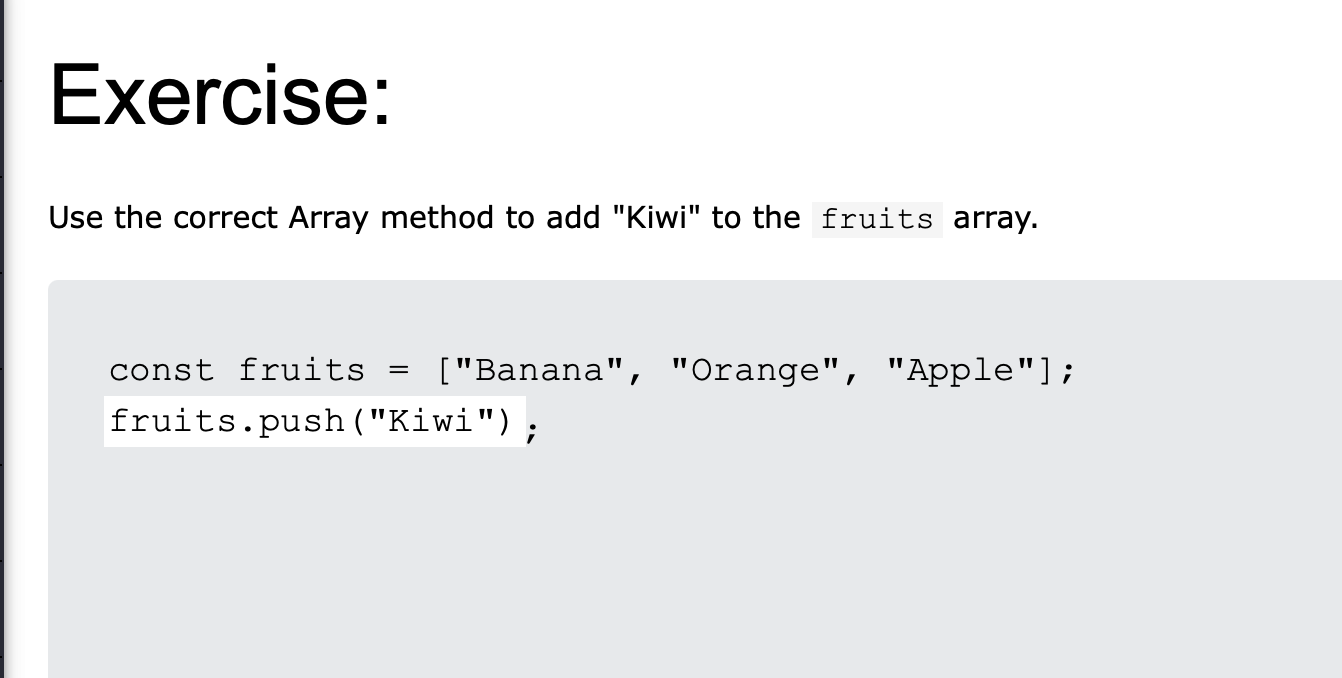 Exercise:
Use the correct Array method to add "Kiwi" to the fruits array.
const fruits = ["Banana", "Orange", "Apple"];
fruits.push("Kiwi");